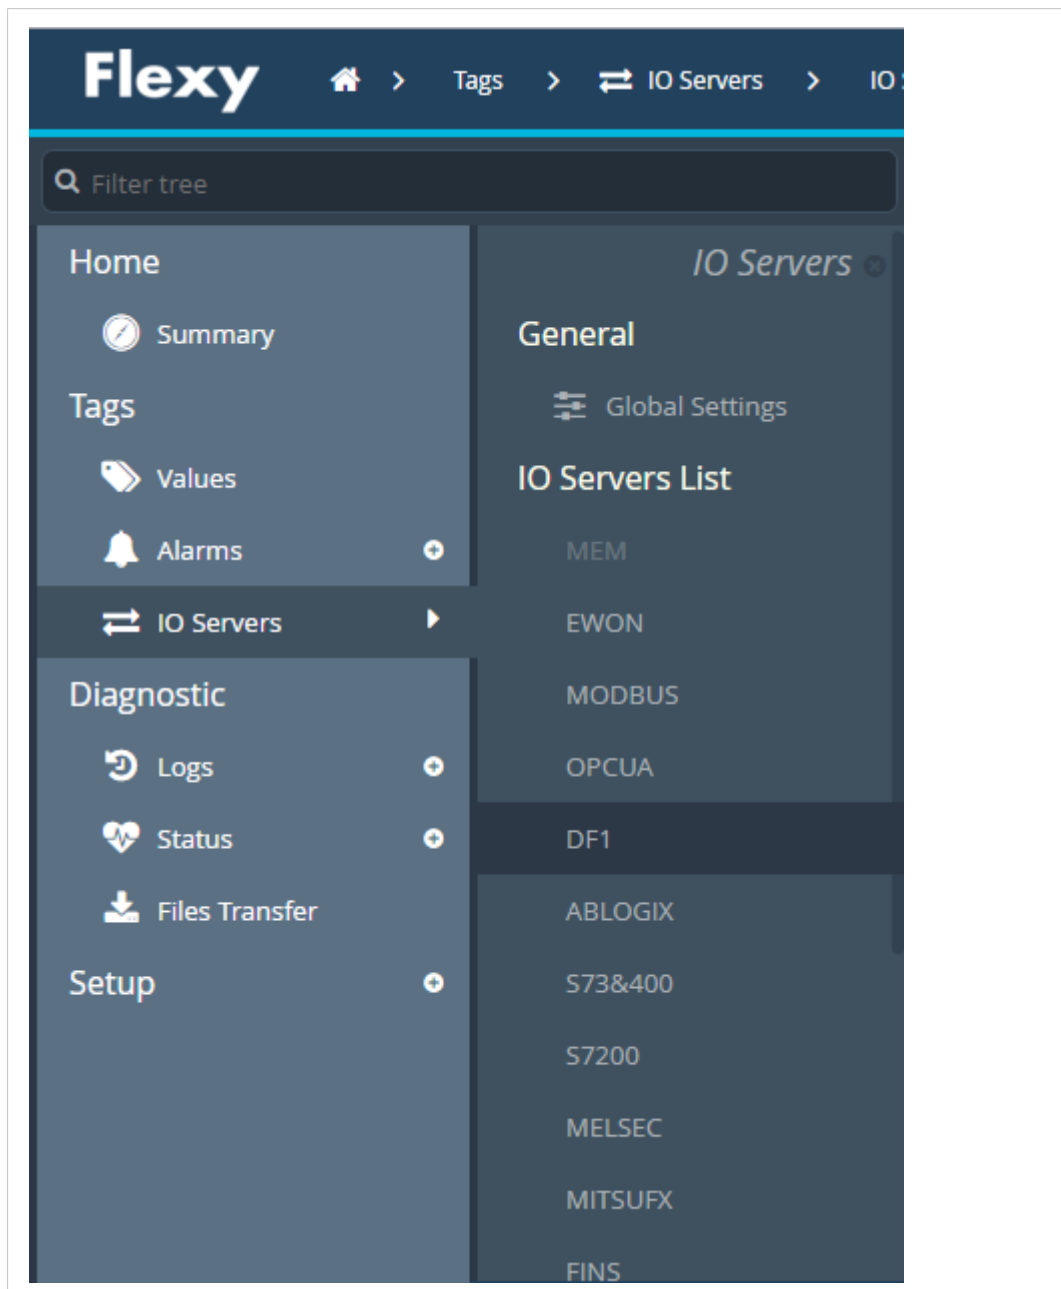 Flexy > Tags > IO Servers > IO
Filter tree
Home
Summary
Tags
Values
Alarms
IO Servers
Diagnostic
Logs
Status
Files Transfer
Setup
IO Servers
General
Global Settings
IO Servers List
MEM
EWON
MODBUS
OPCUA
DF1
ABLOGIX
S73&400
S7200
MELSEC
MITSUFX
FINS